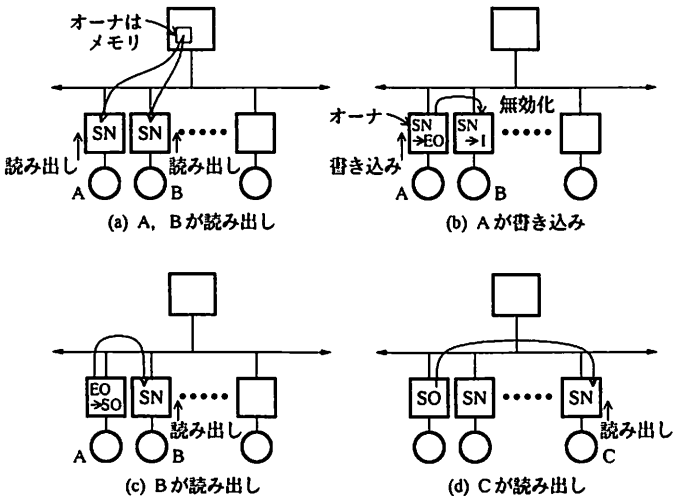 オーナは
メモリ
SN
SN
読み出し
読み出し
A
B
(a) A，Bが読み出し
オーナ
SN
→EO
SN
→I
無効化
書き込み
A
B
(b) Aが書き込み
EO
→SO
SN
読み出し
A
B
(c) Bが読み出し
SO
SN
SN
読み出し
C
(d) Cが読み出し